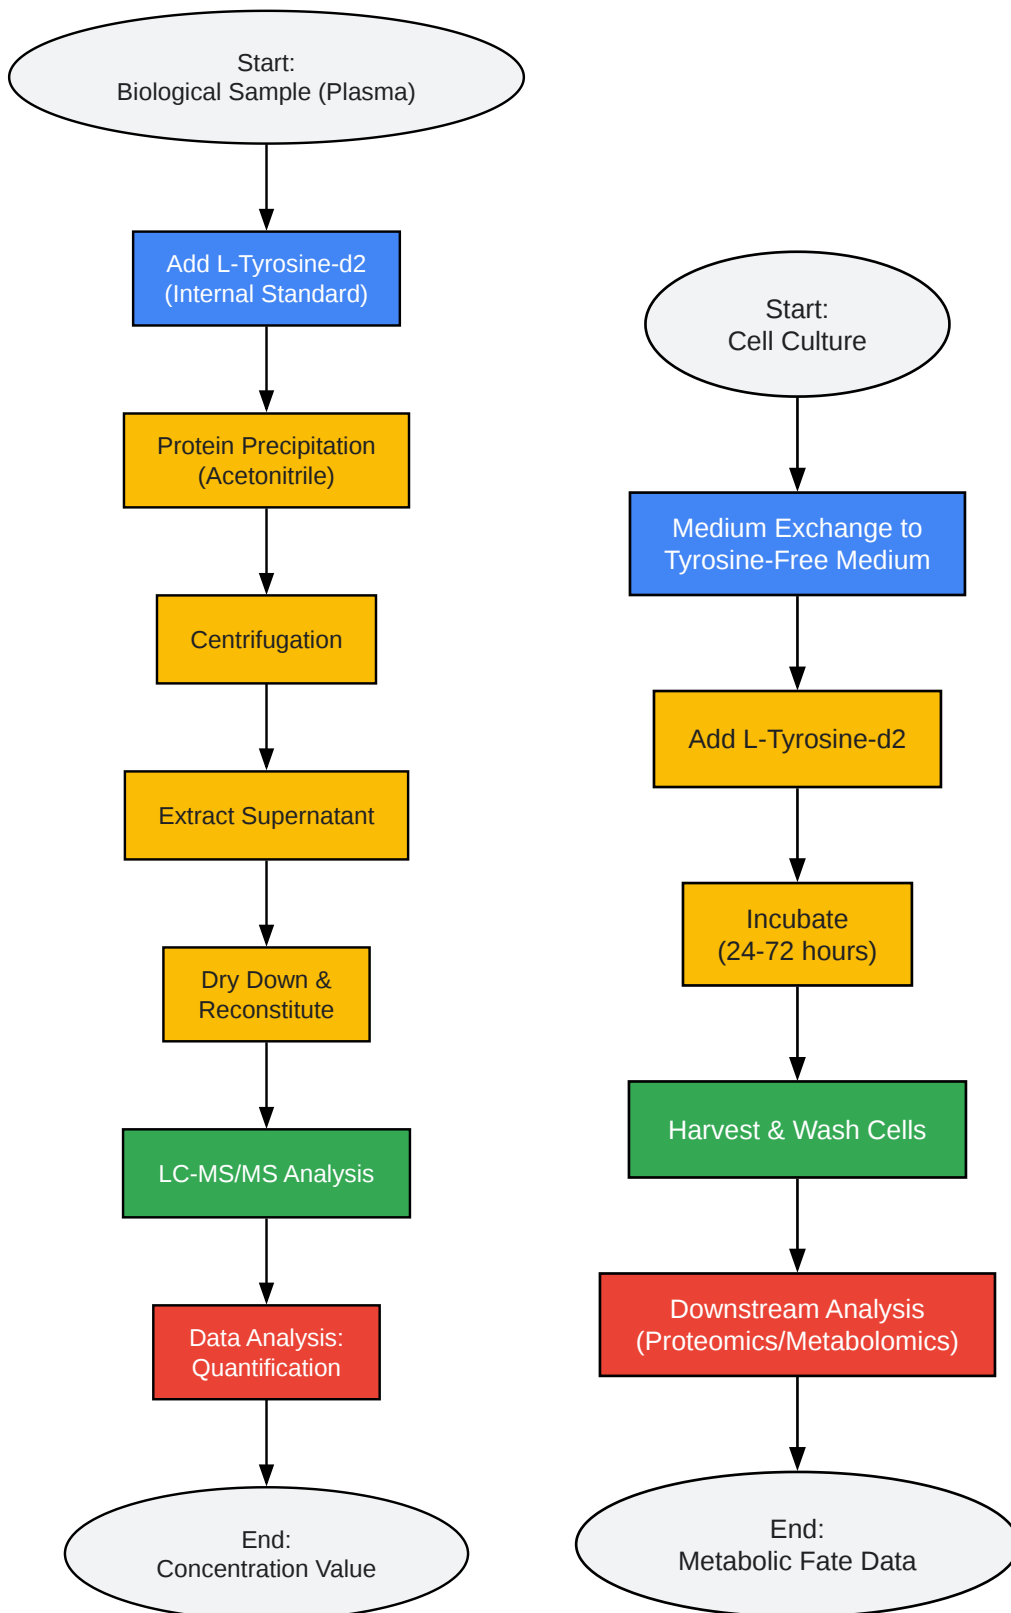 Start:
Biological Sample (Plasma)
Add L-Tyrosine-d2
(Internal Standard)
Protein Precipitation
(Acetonitrile)
Centrifugation
Extract Supernatant
Dry Down &
Reconstitute
LC-MS/MS Analysis
Data Analysis:
Quantification
End:
Concentration Value
Start:
Cell Culture
Medium Exchange to
Tyrosine-Free Medium
Add L-Tyrosine-d2
Incubate
(24-72 hours)
Harvest & Wash Cells
Downstream Analysis
(Proteomics/Metabolomics)
End:
Metabolic Fate Data